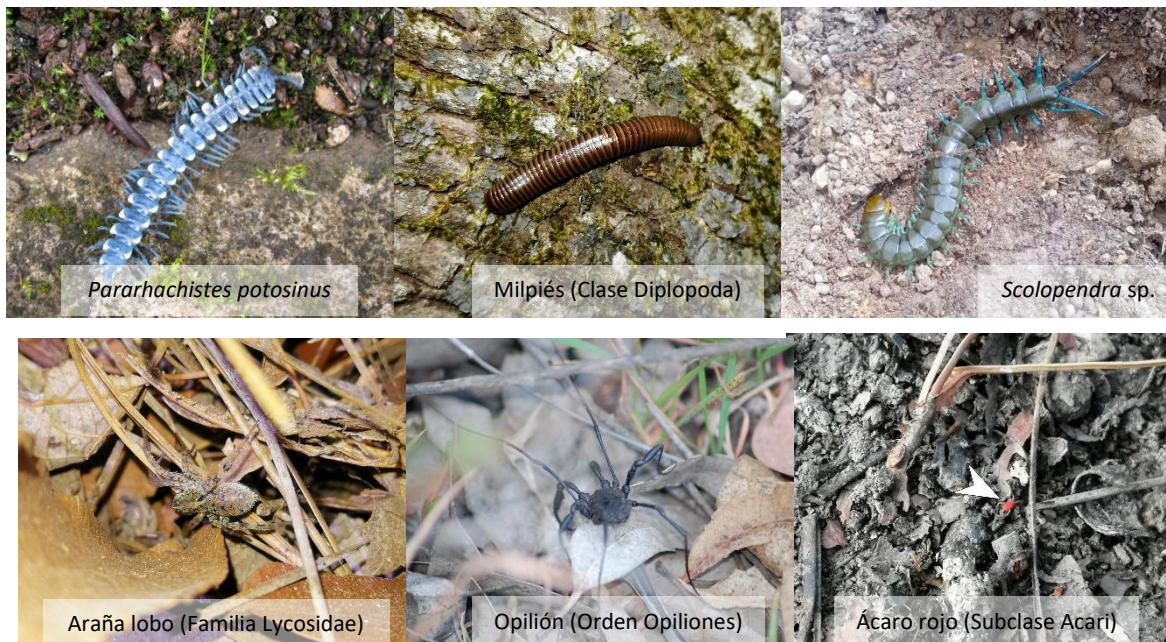 Pararhachistes potosinus
Milpiés (Clase Diplopoda)
Scolopendra sp.
Araña lobo (Familia Lycosidae)
Opilión (Orden Opiliones)
Ácaro rojo (Subclase Acari)